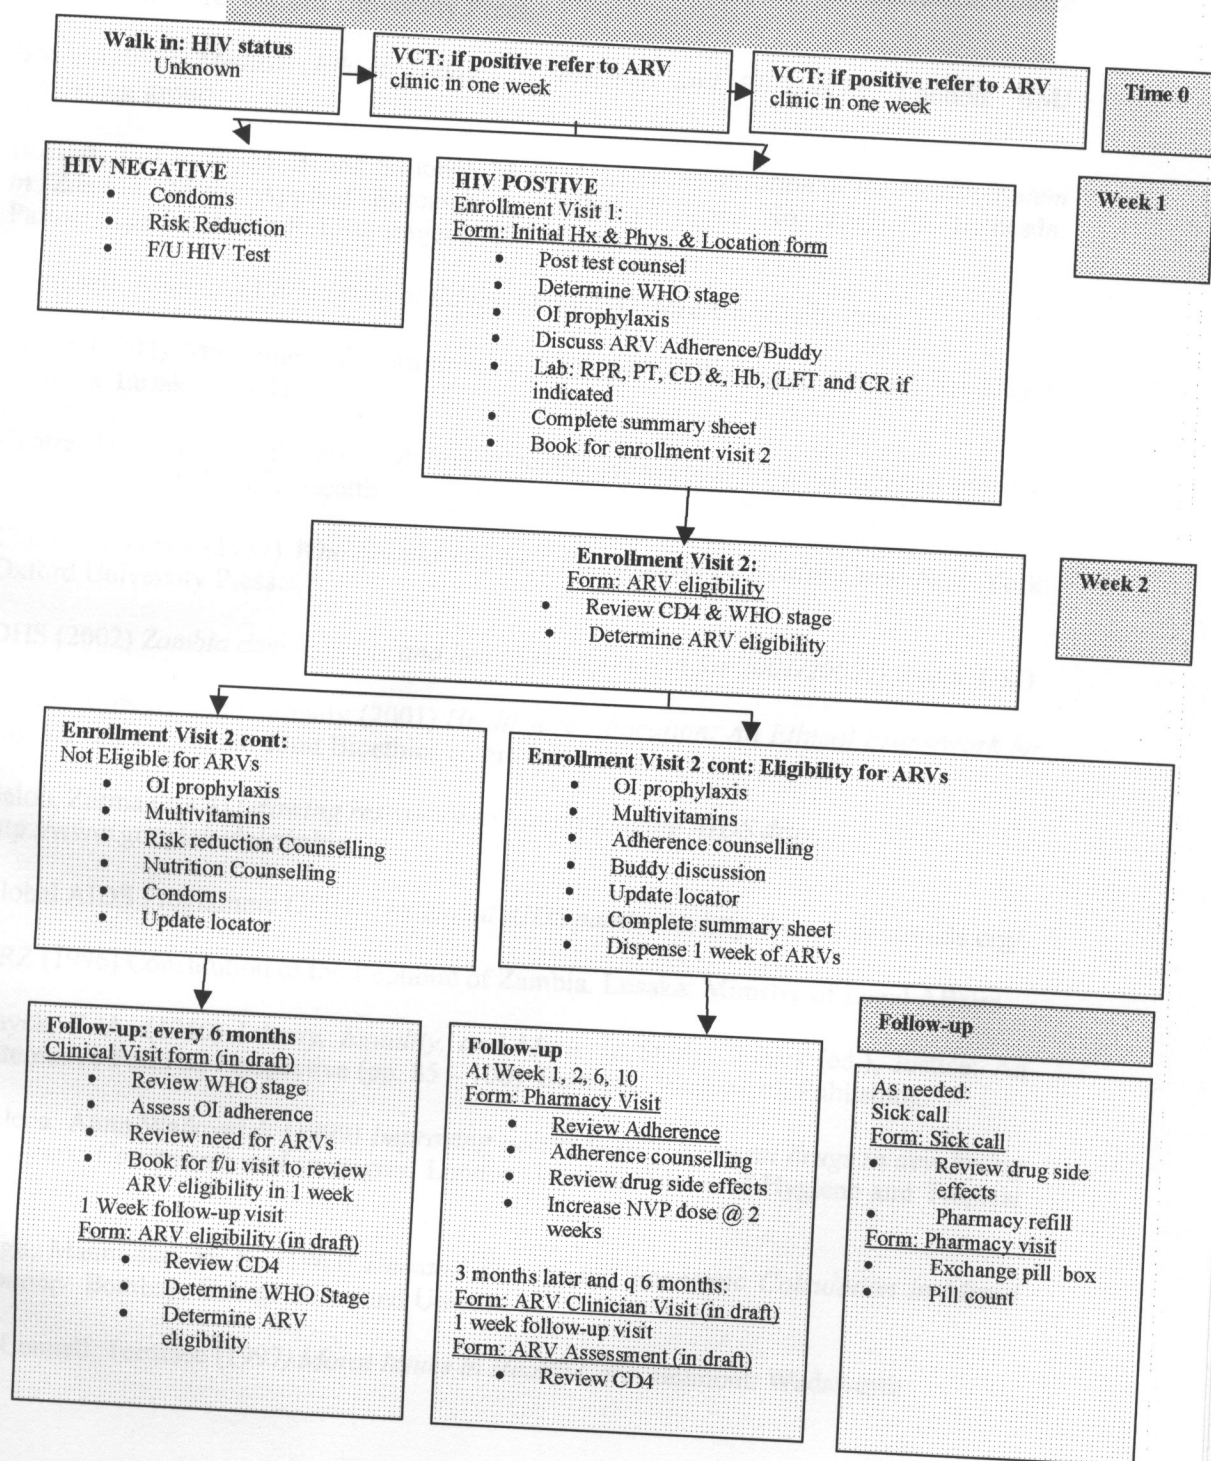 Walk in: HIV status
Unknown
VCT: if positive refer to ARV
clinic in one week
VCT: if positive refer to ARV
clinic in one week
Time 0
HIV NEGATIVE
• Condoms
• Risk Reduction
• F/U HIV Test
HIV POSTIVE
Enrollment Visit 1:
Form: Initial Hx & Phys. & Location form
• Post test counsel
• Determine WHO stage
• OI prophylaxis
• Discuss ARV Adherence/Buddy
• Lab: RPR, PT, CD &, Hb, (LFT and CR if
indicated
• Complete summary sheet
• Book for enrollment visit 2
Week 1
Enrollment Visit 2:
Form: ARV eligibility
• Review CD4 & WHO stage
• Determine ARV eligibility
Week 2
Enrollment Visit 2 cont:
Not Eligible for ARVs
• OI prophylaxis
• Multivitamins
• Risk reduction Counselling
• Nutrition Counselling
• Condoms
• Update locator
Enrollment Visit 2 cont: Eligibility for ARVs
• OI prophylaxis
• Multivitamins
• Adherence counselling
• Buddy discussion
• Update locator
• Complete summary sheet
• Dispense 1 week of ARVs
Follow-up: every 6 months
Clinical Visit form (in draft)
• Review WHO stage
• Assess OI adherence
• Review need for ARVs
• Book for f/u visit to review
ARV eligibility in 1 week
1 Week follow-up visit
Form: ARV eligibility (in draft)
• Review CD4
• Determine WHO Stage
• Determine ARV
eligibility
Follow-up
At Week 1, 2, 6, 10
Form: Pharmacy Visit
• Review Adherence
• Adherence counselling
• Review drug side effects
• Increase NVP dose @ 2
weeks
3 months later and q 6 months:
Form: ARV Clinician Visit (in draft)
1 week follow-up visit
Form: ARV Assessment (in draft)
• Review CD4
Follow-up
As needed:
Sick call
Form: Sick call
• Review drug side
effects
• Pharmacy refill
Form: Pharmacy visit
• Exchange pill box
• Pill count